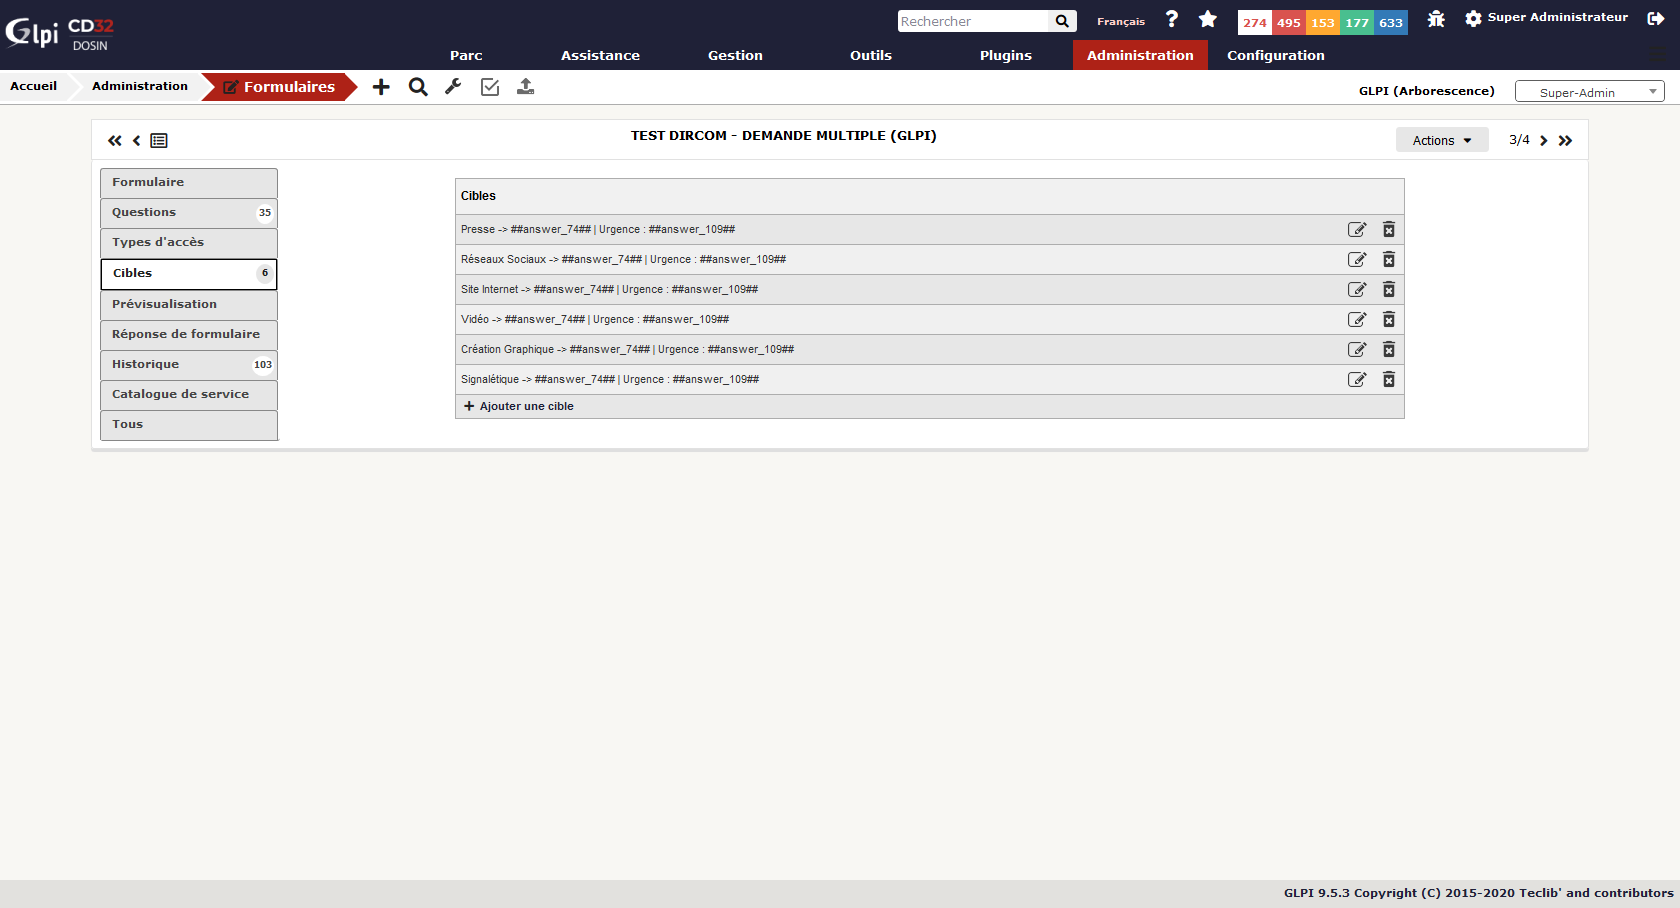 Glpi CD32 DOSIN
Rechercher Français ? 274 495 153 177 633 Super Administrateur
Parc Assistance Gestion Outils Plugins Administration Configuration
Accueil Administration Formulaires GLPI (Arborescence) Super-Admin
TEST DIRCOM - DEMANDE MULTIPLE (GLPI) Actions 3/4
Formulaire
Questions 35
Types d'accès
Cibles 6
Prévisualisation
Réponse de formulaire
Historique 103
Catalogue de service
Tous
Cibles
Presse -> ##answer_74## | Urgence : ##answer_109##
Réseaux Sociaux -> ##answer_74## | Urgence : ##answer_109##
Site Internet -> ##answer_74## | Urgence : ##answer_109##
Vidéo -> ##answer_74## | Urgence : ##answer_109##
Création Graphique -> ##answer_74## | Urgence : ##answer_109##
Signalétique -> ##answer_74## | Urgence : ##answer_109##
Ajouter une cible
GLPI 9.5.3 Copyright (C) 2015-2020 Teclib' and contributors